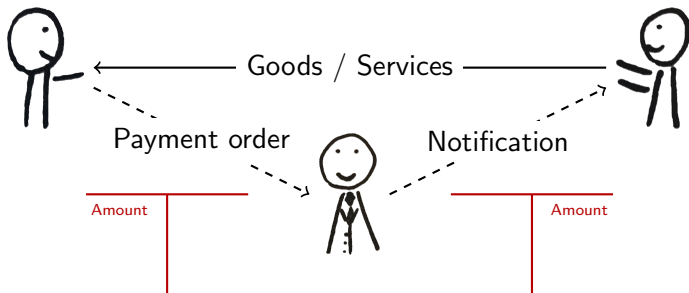 Goods / Services
Payment order
Notification
Amount
Amount